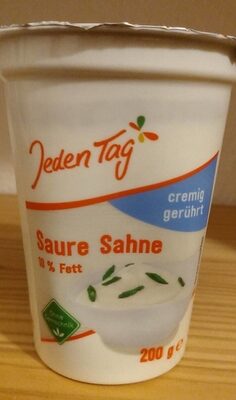 Jeden Tag
cremig
gerührt
Saure Sahne
10 % Fett
200 g e